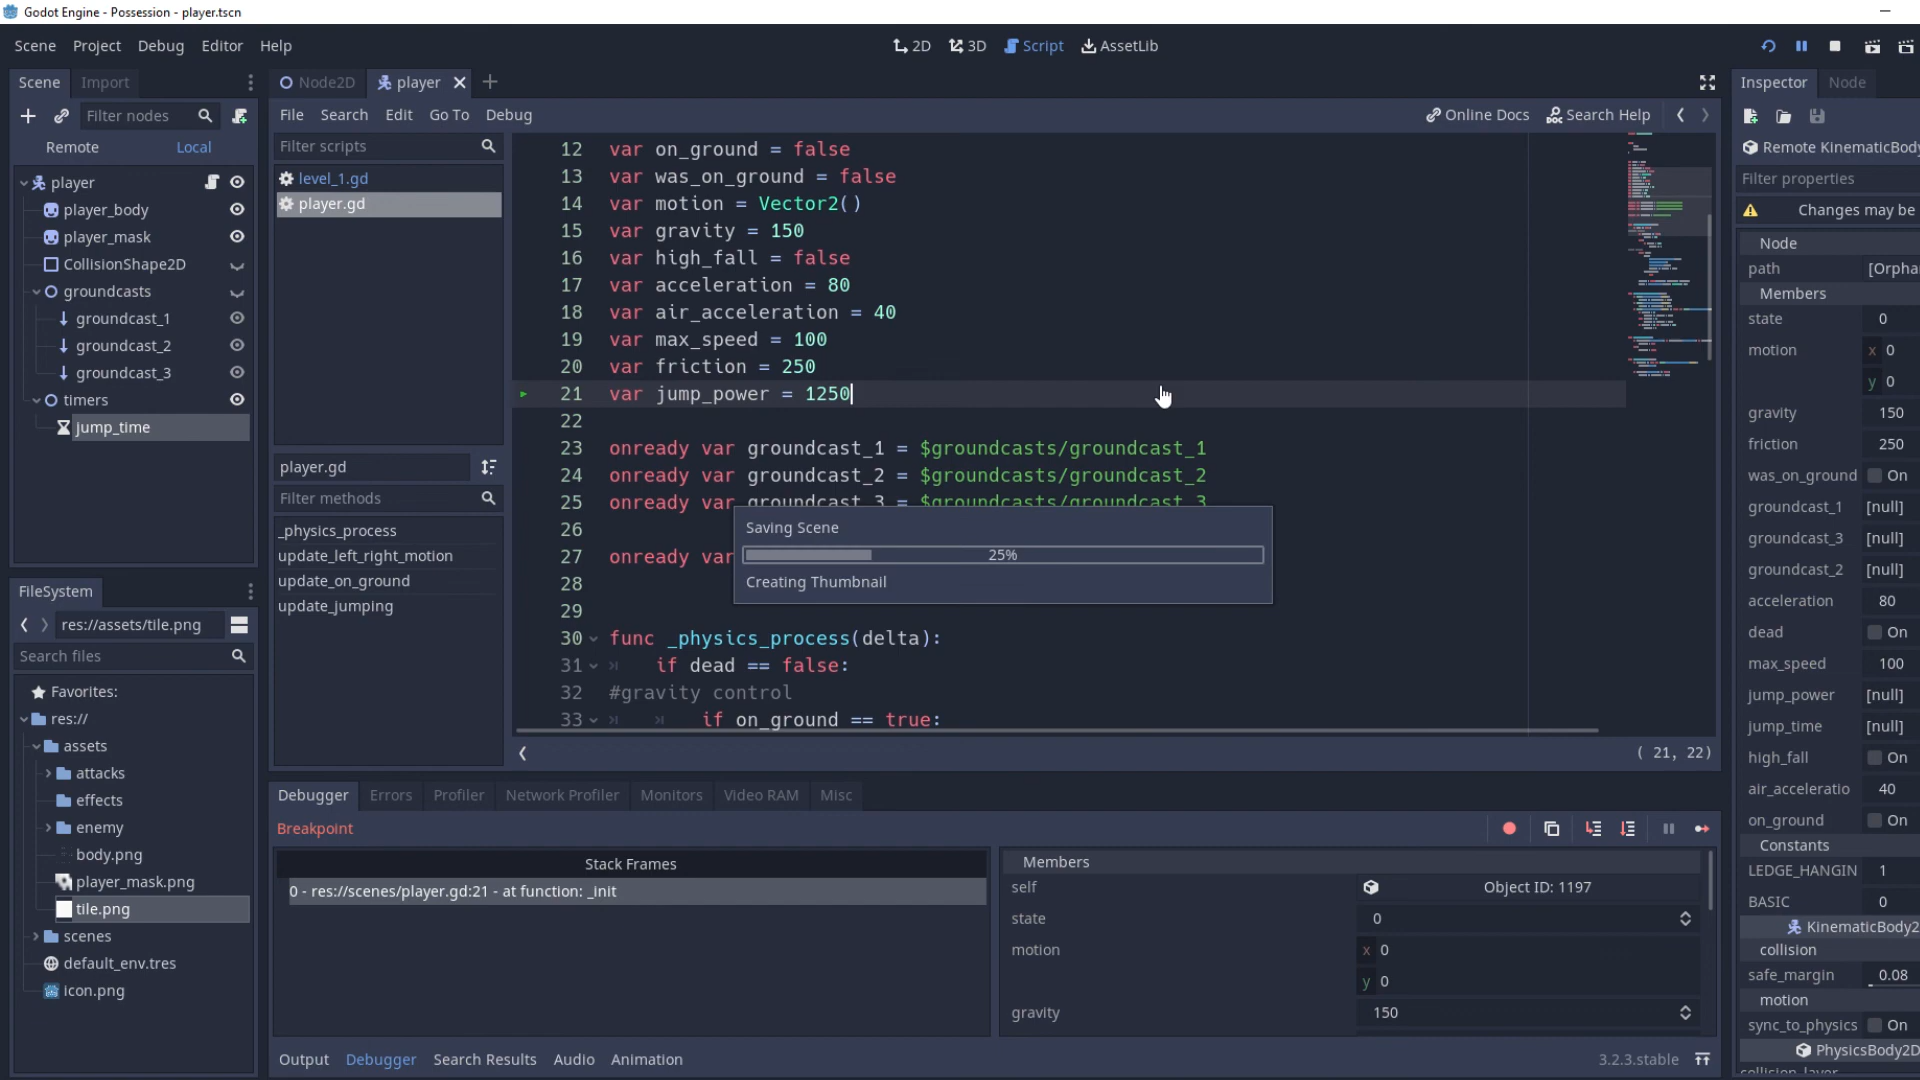 Godot Engine - Possession - player.tscn
Scene Project Debug Editor Help
2D 3D Script AssetLib
Scene Import
Filter nodes
Remote Local
player
player_body
player_mask
CollisionShape2D
groundcasts
groundcast_1
groundcast_2
groundcast_3
timers
jump_time
FileSystem
res://assets/tile.png
Search files
Favorites:
res://
assets
attacks
effects
enemy
body.png
player_mask.png
tile.png
scenes
default_env.tres
icon.png
Node2D player
File Search Edit Go To Debug
Online Docs Search Help
Filter scripts
level_1.gd
player.gd
player.gd
Filter methods
_physics_process
update_left_right_motion
update_on_ground
update_jumping
12 var on_ground = false
13 var was_on_ground = false
14 var motion = Vector2()
15 var gravity = 150
16 var high_fall = false
17 var acceleration = 80
18 var air_acceleration = 40
19 var max_speed = 100
20 var friction = 250
21 var jump_power = 1250
22
23 onready var groundcast_1 = $groundcasts/groundcast_1
24 onready var groundcast_2 = $groundcasts/groundcast_2
25 onready var groundcast_3 = $groundcasts/groundcast_3
26
27 onready var
28
29
30 func _physics_process(delta):
31 if dead == false:
32 #gravity control
33 if on_ground == true:
Saving Scene
25%
Creating Thumbnail
( 21, 22)
Debugger Errors Profiler Network Profiler Monitors Video RAM Misc
Breakpoint
Stack Frames
0 - res://scenes/player.gd:21 - at function: _init
Members
self Object ID: 1197
state 0
motion x 0
y 0
gravity 150
Output Debugger Search Results Audio Animation
3.2.3.stable
Inspector Node
Remote KinematicBody
Filter properties
Changes may be
Node
path [Orpha
Members
state 0
motion x 0
y 0
gravity 150
friction 250
was_on_ground On
groundcast_1 [null]
groundcast_3 [null]
groundcast_2 [null]
acceleration 80
dead On
max_speed 100
jump_power [null]
jump_time [null]
high_fall On
air_acceleratio 40
on_ground On
Constants
LEDGE_HANGIN 1
BASIC 0
KinematicBody2
collision
safe_margin 0.08
motion
sync_to_physics On
PhysicsBody2D
collision_layer